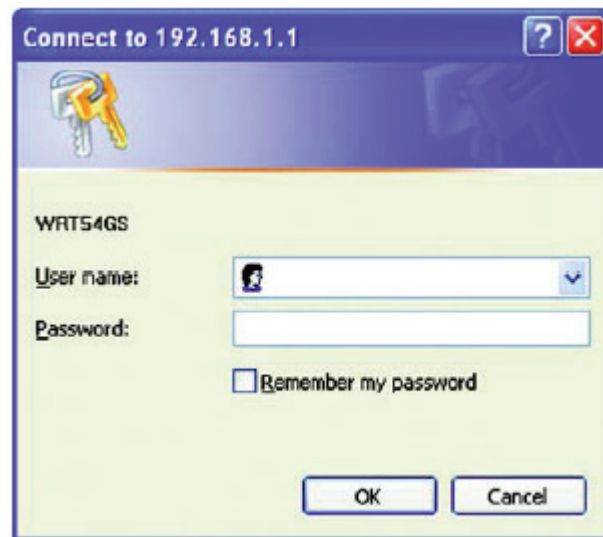 Connect to 192.168.1.1
?
WRT54GS
User name:
Password:
Remember my password
OK
Cancel